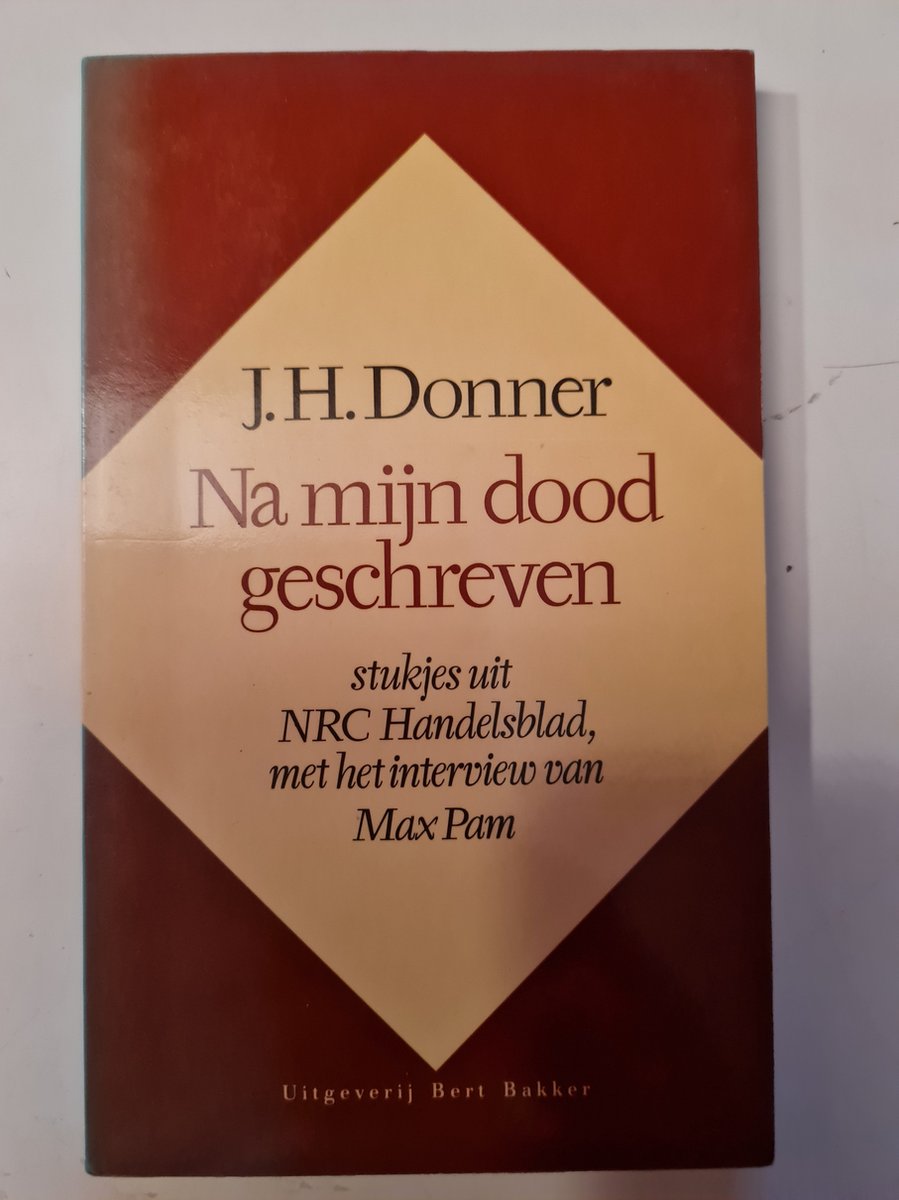 J.H. Donner
Na mijn dood
geschreven
stukjes uit
NRC Handelsblad,
met het interview van
Max Pam
Uitgeverij Bert Bakker